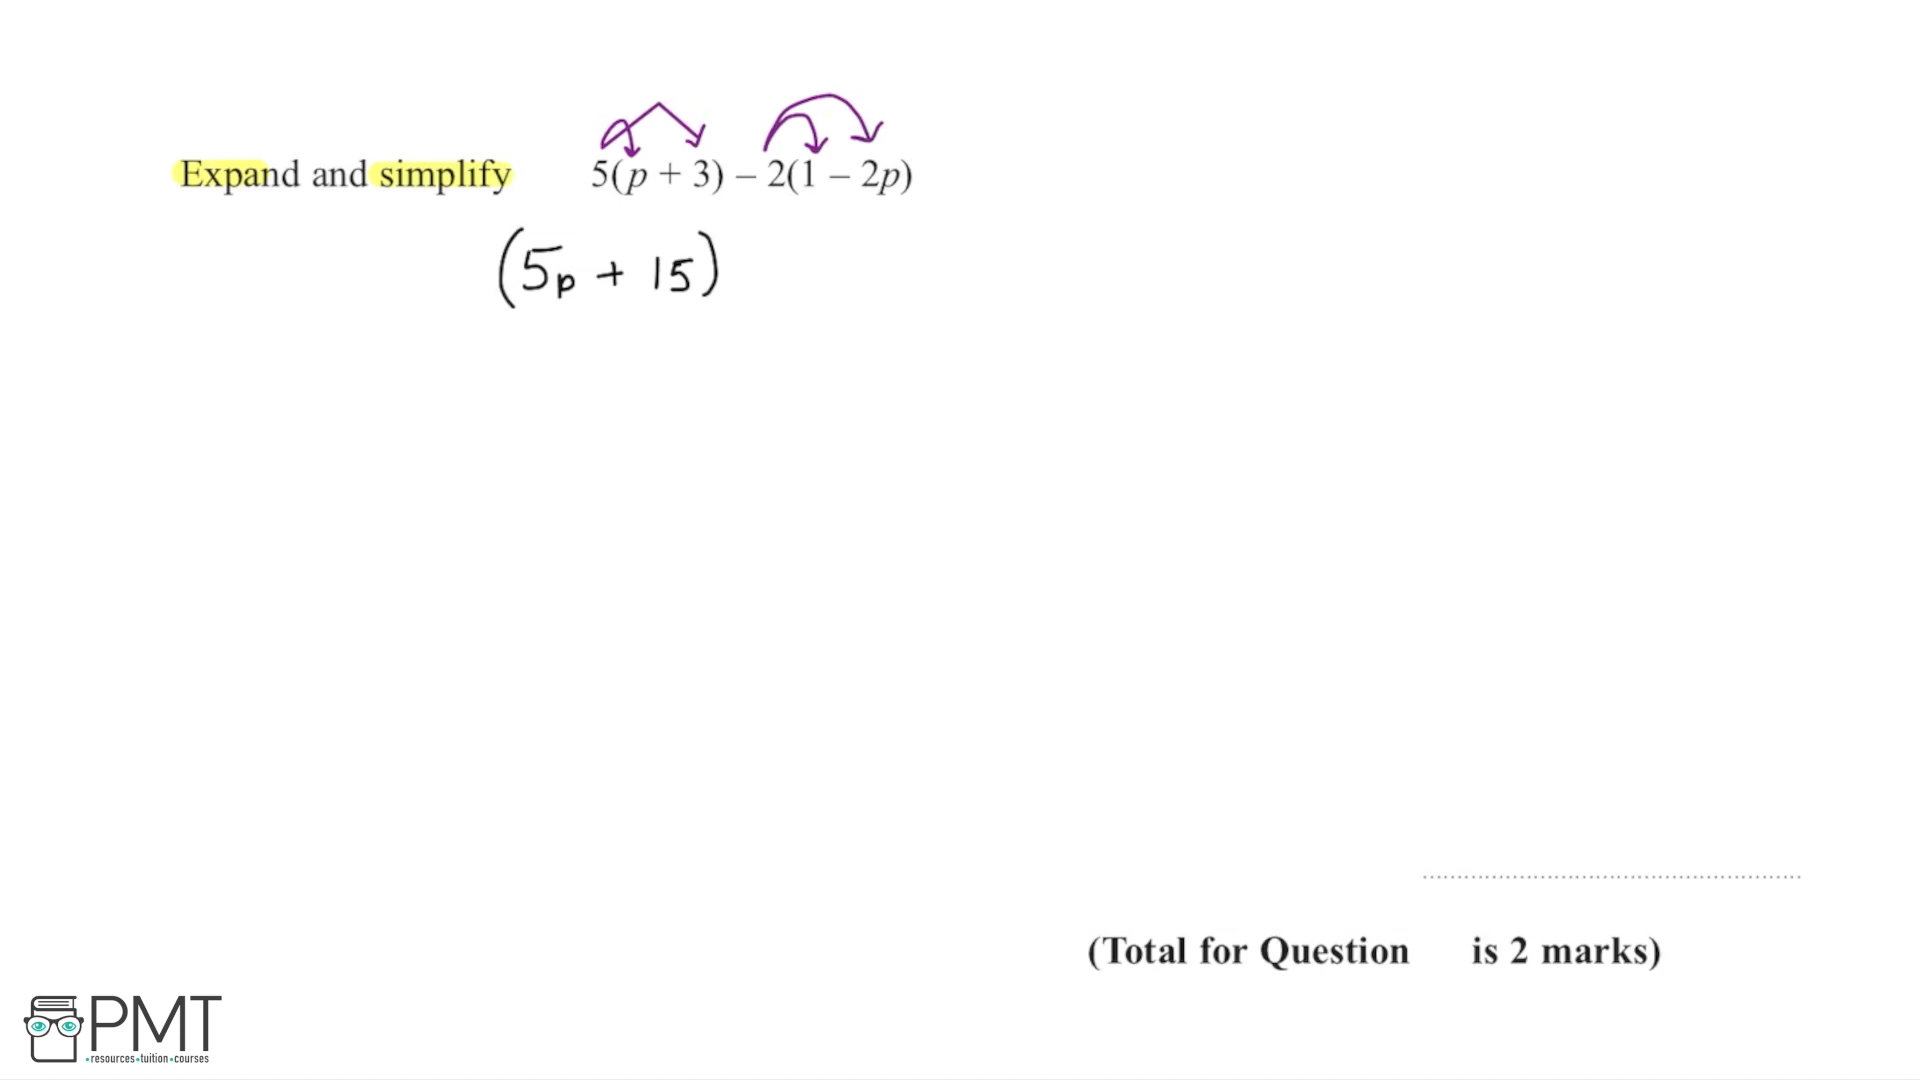 Expand and simplify 5(p + 3) – 2(1 – 2p)
(5p + 15)
(Total for Question is 2 marks)
PMT
•resources•tuition•courses